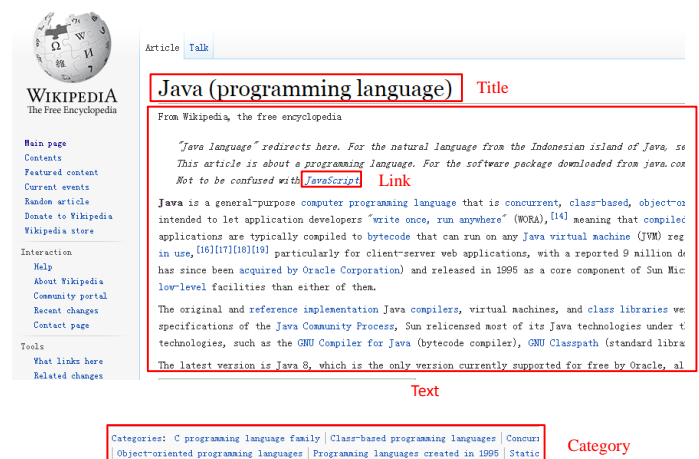 Ω W И 維
WIKIPEDIA
The Free Encyclopedia
Main page
Contents
Featured content
Current events
Random article
Donate to Wikipedia
Wikipedia store
Interaction
Help
About Wikipedia
Community portal
Recent changes
Contact page
Tools
What links here
Related changes
Article Talk
Java (programming language) Title
From Wikipedia, the free encyclopedia
"Java language" redirects here. For the natural language from the Indonesian island of Java, se
This article is about a programming language. For the software package downloaded from java.com
Not to be confused with JavaScript Link
Java is a general-purpose computer programming language that is concurrent, class-based, object-or
intended to let application developers "write once, run anywhere" (WORA),[14] meaning that compiled
applications are typically compiled to bytecode that can run on any Java virtual machine (JVM) reg
in use,[16][17][18][19] particularly for client-server web applications, with a reported 9 million de
has since been acquired by Oracle Corporation) and released in 1995 as a core component of Sun Mic
low-level facilities than either of them.
The original and reference implementation Java compilers, virtual machines, and class libraries we
specifications of the Java Community Process, Sun relicensed most of its Java technologies under t
technologies, such as the GNU Compiler for Java (bytecode compiler), GNU Classpath (standard libra
The latest version is Java 8, which is the only version currently supported for free by Oracle, al
Text
Categories: C programming language family | Class-based programming languages | Concur
| Object-oriented programming languages | Programming languages created in 1995 | Static
Category